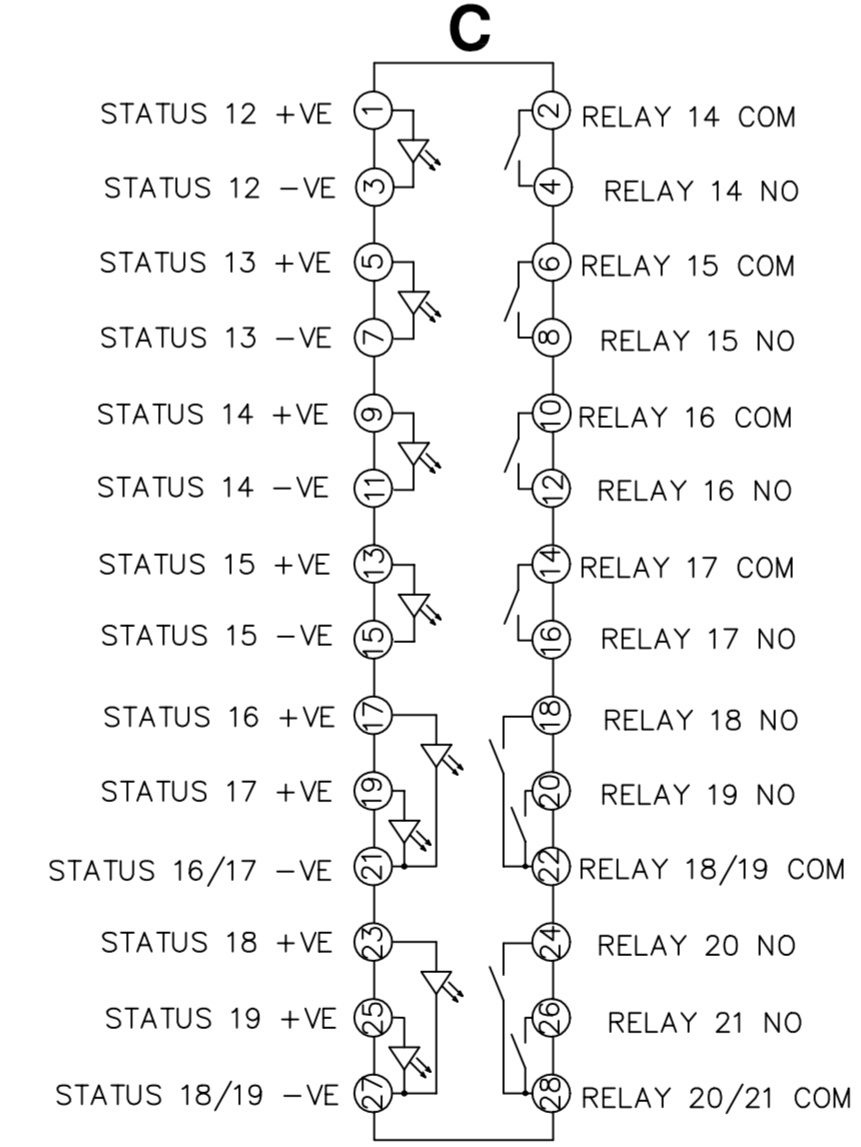 C
STATUS 12 +VE 1 2 RELAY 14 COM
STATUS 12 −VE 3 4 RELAY 14 NO
STATUS 13 +VE 5 6 RELAY 15 COM
STATUS 13 −VE 7 8 RELAY 15 NO
STATUS 14 +VE 9 10 RELAY 16 COM
STATUS 14 −VE 11 12 RELAY 16 NO
STATUS 15 +VE 13 14 RELAY 17 COM
STATUS 15 −VE 15 16 RELAY 17 NO
STATUS 16 +VE 17 18 RELAY 18 NO
STATUS 17 +VE 19 20 RELAY 19 NO
STATUS 16/17 −VE 21 22 RELAY 18/19 COM
STATUS 18 +VE 23 24 RELAY 20 NO
STATUS 19 +VE 25 26 RELAY 21 NO
STATUS 18/19 −VE 27 28 RELAY 20/21 COM